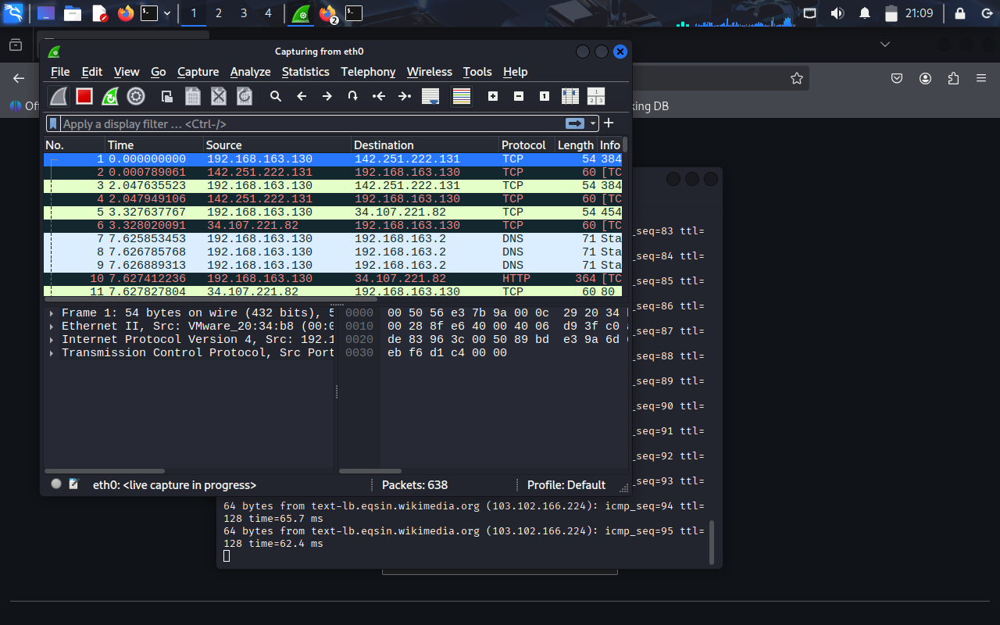 1 2 3 4 2 21:09
Capturing from eth0
File Edit View Go Capture Analyze Statistics Telephony Wireless Tools Help
Apply a display filter … <Ctrl-/>
No. Time Source Destination Protocol Length Info
1 0.000000000 192.168.163.130 142.251.222.131 TCP 54 384
2 0.000789061 142.251.222.131 192.168.163.130 TCP 60 [TC
3 2.047635523 192.168.163.130 142.251.222.131 TCP 54 384
4 2.047949106 142.251.222.131 192.168.163.130 TCP 60 [TC
5 3.327637767 192.168.163.130 34.107.221.82 TCP 54 454
6 3.328020091 34.107.221.82 192.168.163.130 TCP 60 [TC
7 7.625853453 192.168.163.130 192.168.163.2 DNS 71 Sta
8 7.626785768 192.168.163.130 192.168.163.2 DNS 71 Sta
9 7.626889313 192.168.163.130 192.168.163.2 DNS 71 Sta
10 7.627412236 192.168.163.130 34.107.221.82 HTTP 364 [TC
11 7.627827804 34.107.221.82 192.168.163.130 TCP 60 80
Frame 1: 54 bytes on wire (432 bits), 5
Ethernet II, Src: VMware_20:34:b8 (00:0
Internet Protocol Version 4, Src: 192.1
Transmission Control Protocol, Src Port
0000 00 50 56 e3 7b 9a 00 0c 29 20 34
0010 00 28 8f e6 40 00 40 06 d9 3f c0
0020 de 83 96 3c 00 50 89 bd e3 9a 6d
0030 eb f6 d1 c4 00 00
eth0: <live capture in progress> Packets: 638 Profile: Default
Off
king DB
_seq=83 ttl=
_seq=84 ttl=
_seq=85 ttl=
_seq=86 ttl=
_seq=87 ttl=
_seq=88 ttl=
_seq=89 ttl=
_seq=90 ttl=
_seq=91 ttl=
_seq=92 ttl=
_seq=93 ttl=
64 bytes from text-lb.eqsin.wikimedia.org (103.102.166.224): icmp_seq=94 ttl=
128 time=65.7 ms
64 bytes from text-lb.eqsin.wikimedia.org (103.102.166.224): icmp_seq=95 ttl=
128 time=62.4 ms